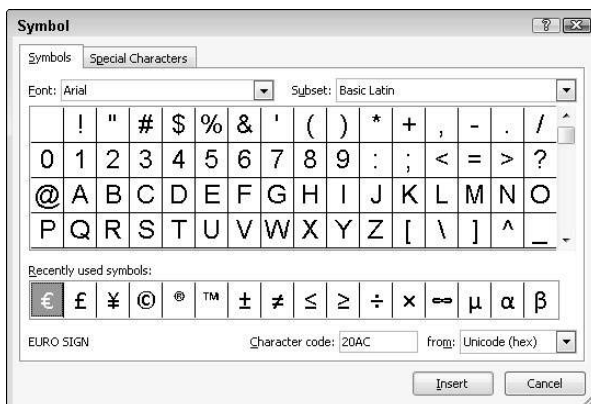 Symbol
Symbols Special Characters
Font: Arial Subset: Basic Latin
! " # $ % & ' ( ) * + , - . /
0 1 2 3 4 5 6 7 8 9 : ; < = > ?
@ A B C D E F G H I J K L M N O
P Q R S T U V W X Y Z [ \ ] ^ _
Recently used symbols:
€ £ ¥ © ® ™ ± ≠ ≤ ≥ ÷ × ∞ µ α β
EURO SIGN Character code: 20AC from: Unicode (hex)
Insert Cancel